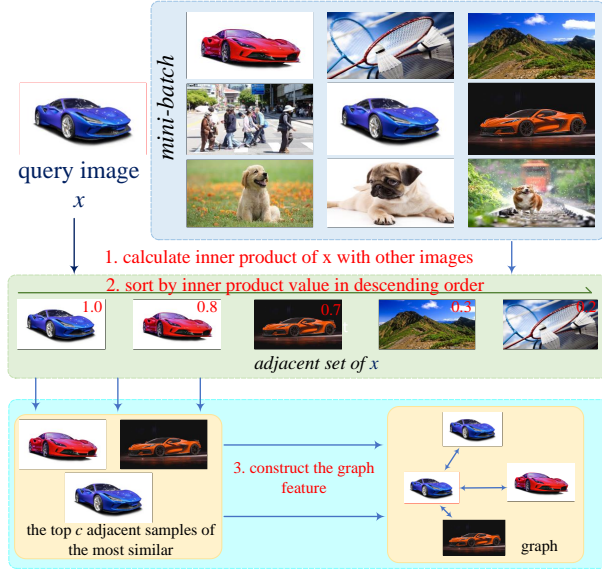 mini-batch
query image
x
1. calculate inner product of x with other images
2. sort by inner product value in descending order
1.0
0.8
0.7
0.3
0.2
adjacent set of x
3. construct the graph
feature
the top c adjacent samples of
the most similar
graph